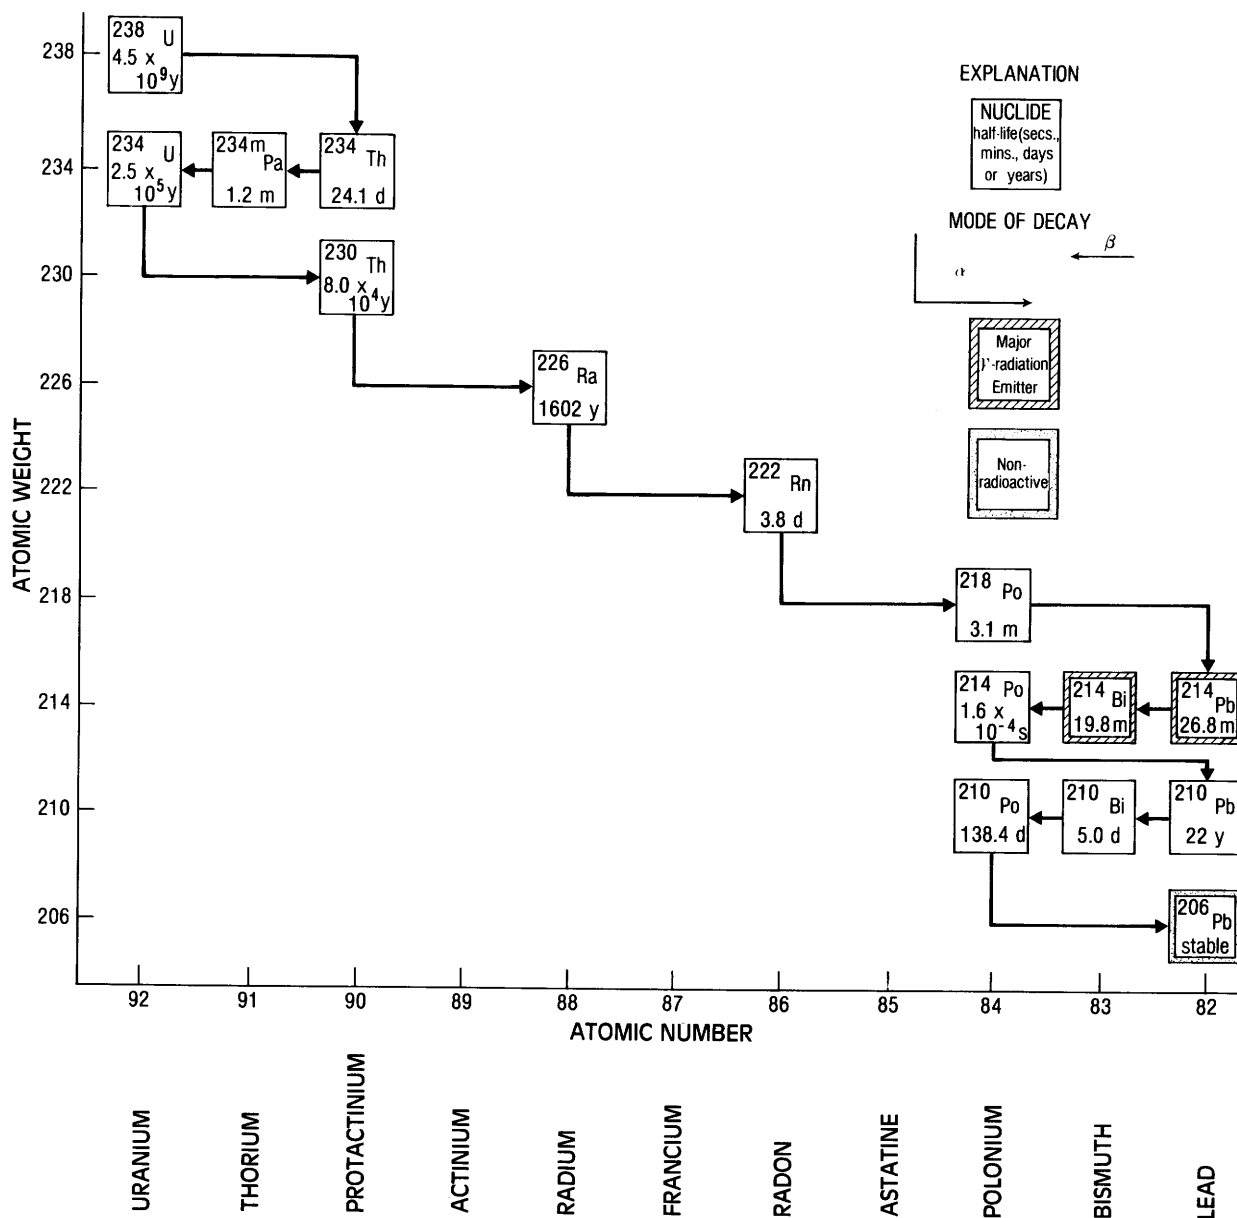 238 U
4.5 x
10⁹y
238
234 U
2.5 x
10⁵y
234m
Pa
1.2 m
234 Th
24.1 d
234
230 Th
8.0 x
10⁴y
230
226 Ra
1602 y
226
222 Rn
3.8 d
222
218 Po
3.1 m
218
214 Po
1.6 x
10⁻⁴s
214 Bi
19.8 m
214 Pb
26.8 m
214
210 Po
138.4 d
210 Bi
5.0 d
210 Pb
22 y
210
206 Pb
stable
206
ATOMIC WEIGHT
EXPLANATION
NUCLIDE
half-life(secs.,
mins., days
or years)
MODE OF DECAY
β
α
Major
γ-radiation
Emitter
Non-
radioactive
92 91 90 89 88 87 86 85 84 83 82
ATOMIC NUMBER
URANIUM
THORIUM
PROTACTINIUM
ACTINIUM
RADIUM
FRANCIUM
RADON
ASTATINE
POLONIUM
BISMUTH
LEAD